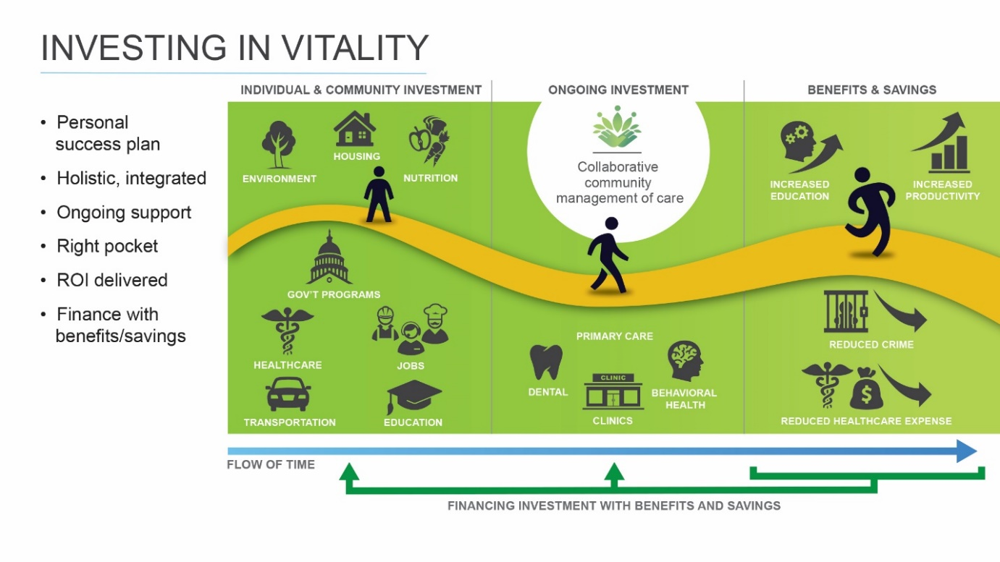 INVESTING IN VITALITY
• Personal
success plan
• Holistic, integrated
• Ongoing support
• Right pocket
• ROI delivered
• Finance with
benefits/savings
INDIVIDUAL & COMMUNITY INVESTMENT
ENVIRONMENT
HOUSING
NUTRITION
GOV'T PROGRAMS
HEALTHCARE
JOBS
TRANSPORTATION
EDUCATION
ONGOING INVESTMENT
Collaborative
community
management of care
PRIMARY CARE
DENTAL
CLINIC
CLINICS
BEHAVIORAL
HEALTH
BENEFITS & SAVINGS
INCREASED
EDUCATION
INCREASED
PRODUCTIVITY
REDUCED CRIME
$
REDUCED HEALTHCARE EXPENSE
FLOW OF TIME
FINANCING INVESTMENT WITH BENEFITS AND SAVINGS